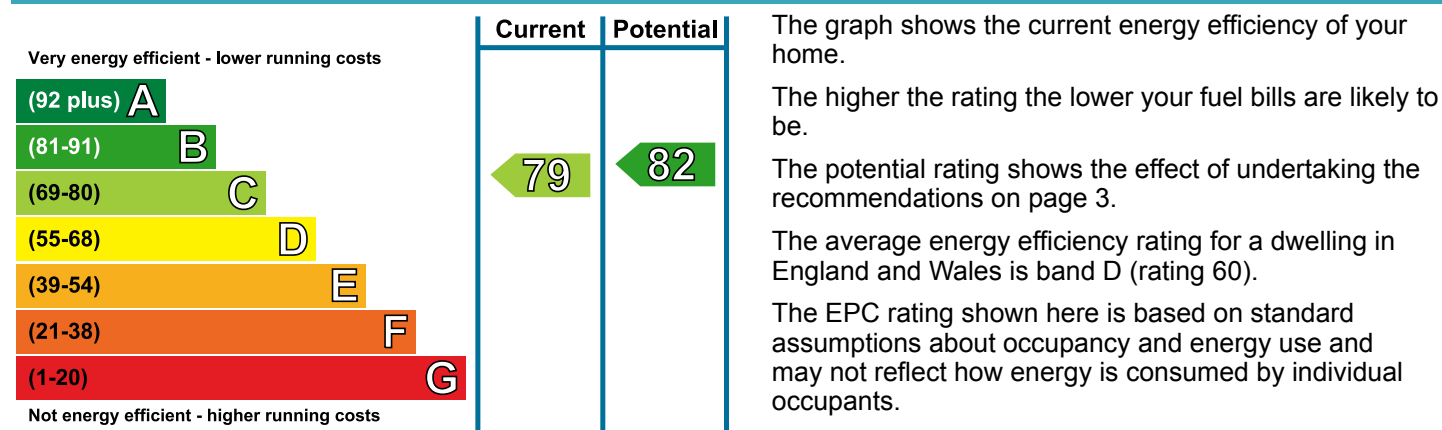 Current Potential
Very energy efficient - lower running costs
(92 plus) A
(81-91) B
(69-80) C
(55-68) D
(39-54) E
(21-38) F
(1-20) G
Not energy efficient - higher running costs
79
82
The graph shows the current energy efficiency of your
home.
The higher the rating the lower your fuel bills are likely to
be.
The potential rating shows the effect of undertaking the
recommendations on page 3.
The average energy efficiency rating for a dwelling in
England and Wales is band D (rating 60).
The EPC rating shown here is based on standard
assumptions about occupancy and energy use and
may not reflect how energy is consumed by individual
occupants.